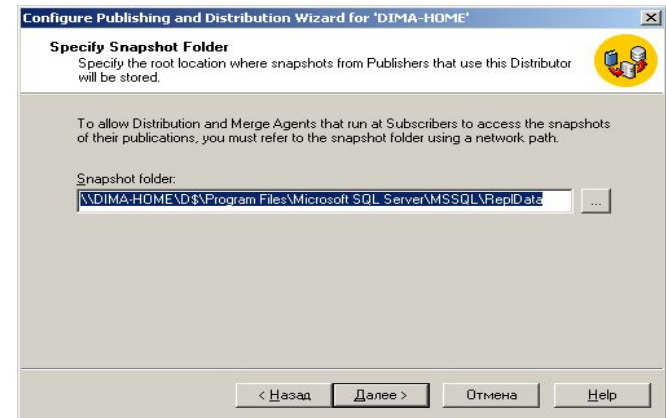 Configure Publishing and Distribution Wizard for 'DIMA-HOME'
Specify Snapshot Folder
Specify the root location where snapshots from Publishers that use this Distributor
will be stored.
To allow Distribution and Merge Agents that run at Subscribers to access the snapshots
of their publications, you must refer to the snapshot folder using a network path.
Snapshot folder:
\\DIMA-HOME\D$\Program Files\Microsoft SQL Server\MSSQL\ReplData
...
< Назад
Далее >
Отмена
Help